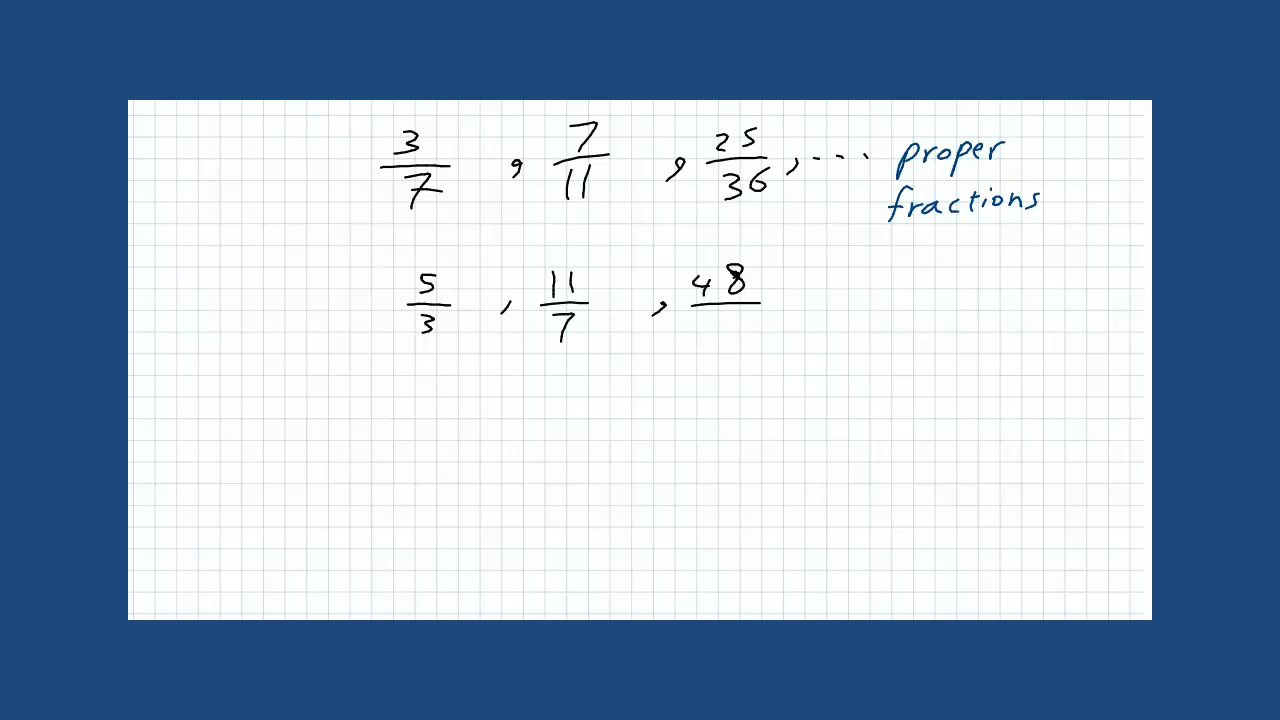 3/7 , 7/11 , 25/36 , ... proper
fractions
5/3 , 11/7 , 48/